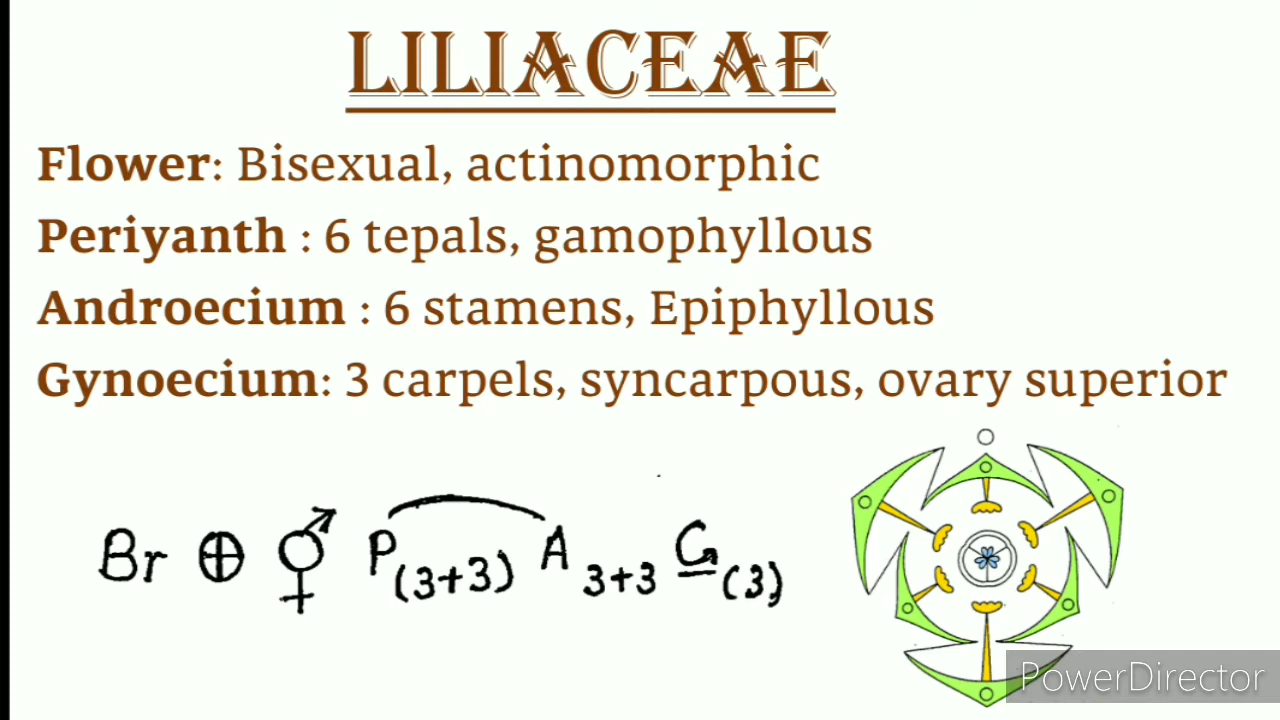 LILIACEAE
Flower: Bisexual, actinomorphic
Periyanth : 6 tepals, gamophyllous
Androecium : 6 stamens, Epiphyllous
Gynoecium: 3 carpels, syncarpous, ovary superior
Br ⊕ ⚥ P(3+3) A3+3 G(3)
PowerDirector